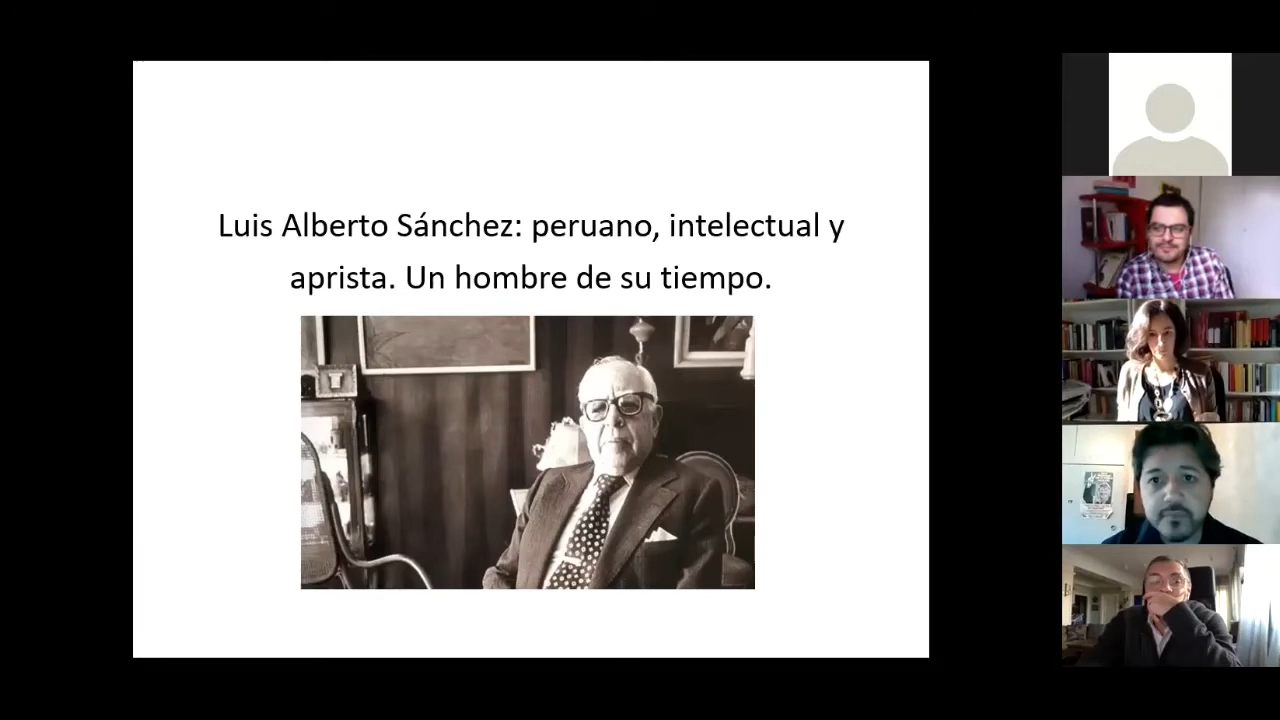 Luis Alberto Sánchez: peruano, intelectual y
aprista. Un hombre de su tiempo.